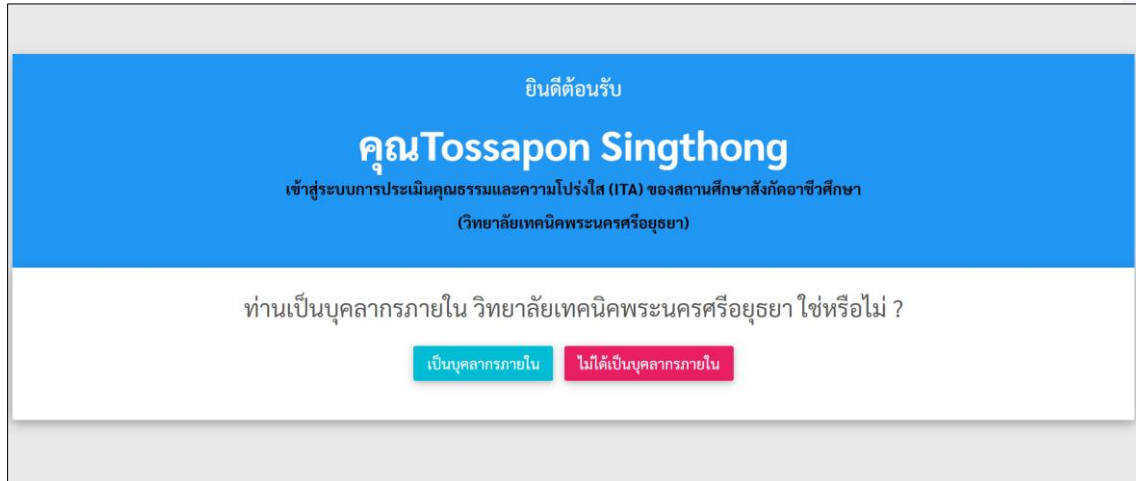 ยินดีต้อนรับ
คุณTossapon Singthong
เข้าสู่ระบบการประเมินคุณธรรมและความโปร่งใส (ITA) ของสถานศึกษาสังกัดอาชีวศึกษา
(วิทยาลัยเทคนิคพระนครศรีอยุธยา)
ท่านเป็นบุคลากรภายใน วิทยาลัยเทคนิคพระนครศรีอยุธยา ใช่หรือไม่ ?
เป็นบุคลากรภายใน ไม่ได้เป็นบุคลากรภายใน